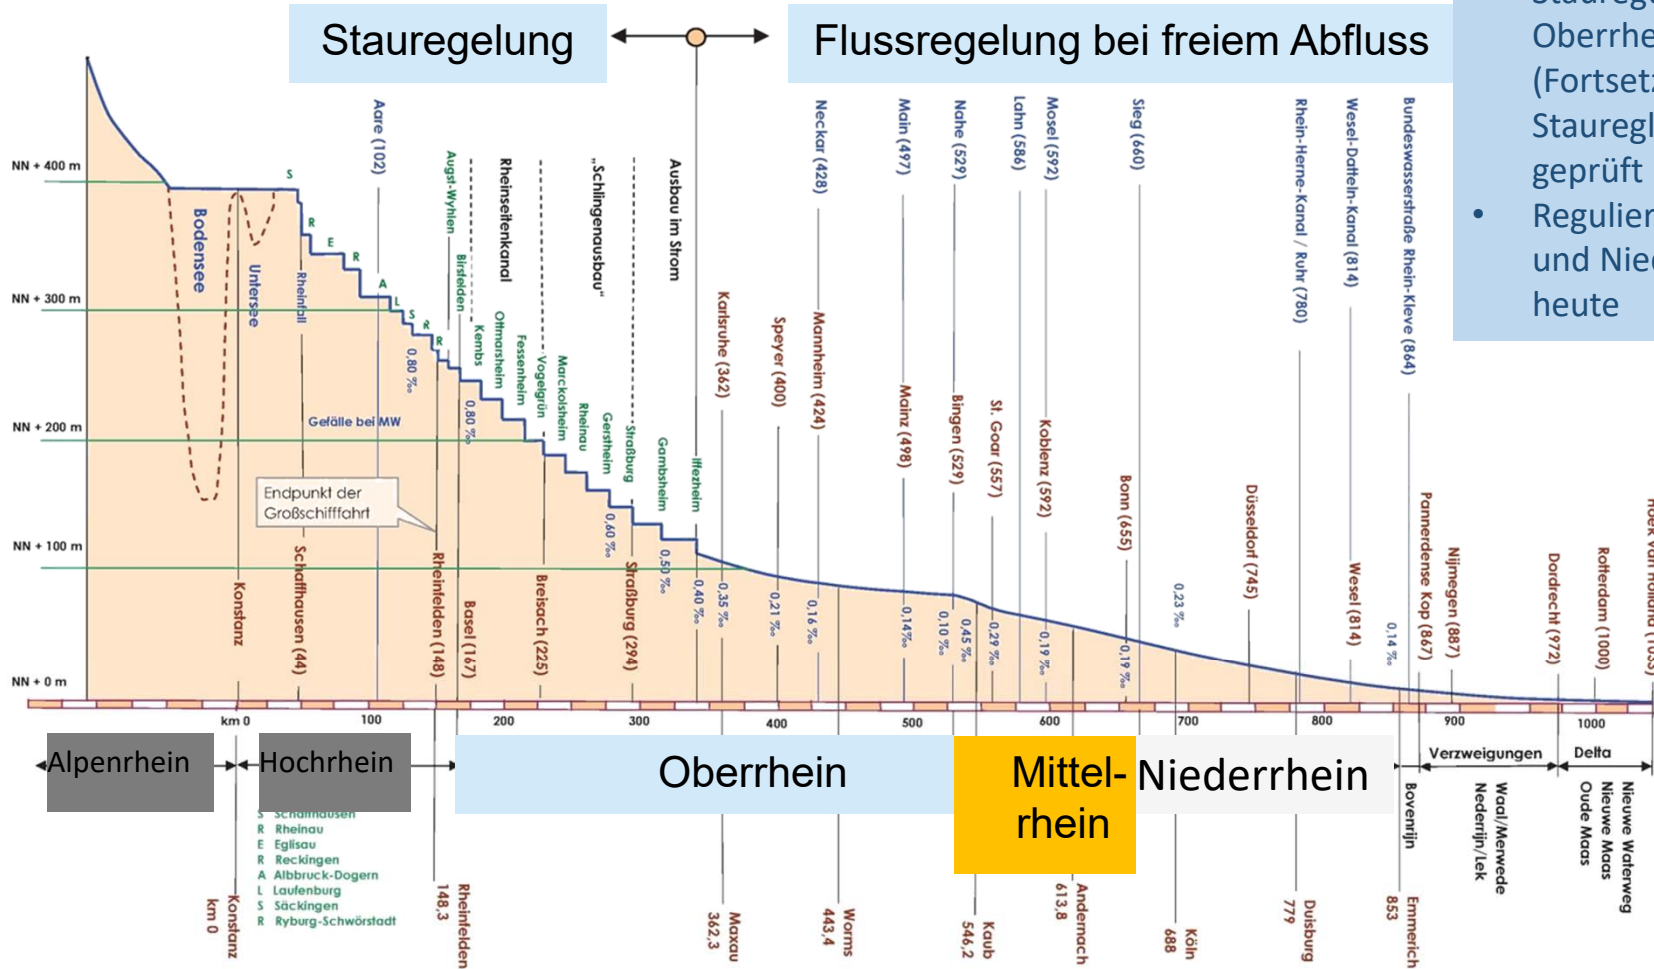 Stauregelung
Flussregelung bei freiem Abfluss
(Fortsetz
geprüft
• Regulier
und Nied
heute
NN + 400 m
NN + 300 m
NN + 200 m
NN + 100 m
NN + 0 m
Bodensee
Untersee
Rheinfall
S
R
E
R
A
L
S
R
R
Aare (102)
Augst-Wyhlen
Birsfelden
Rheinseitenkanal
„Schlingenausbau"
Ausbau im Strom
Kembs
Ottmarsheim
Fessenheim
Vogelgrün
Marckolsheim
Rheinau
Gerstheim
Straßburg
Gambsheim
Iffezheim
Neckar (428)
Main (497)
Nahe (529)
Lahn (586)
Mosel (592)
Sieg (660)
Rhein-Herne-Kanal / Ruhr (780)
Wesel-Datteln-Kanal (814)
Bundeswasserstraße Rhein-Kleve (864)
Gefälle bei MW
Endpunkt der
Großschifffahrt
0,80 ‰
0,80 ‰
0,60 ‰
0,50 ‰
0,40 ‰
0,35 ‰
0,21 ‰
0,16 ‰
0,14‰
0,10 ‰
0,45 ‰
0,29 ‰
0,19 ‰
0,19 ‰
0,23 ‰
0,14 ‰
Konstanz
Schaffhausen (44)
Rheinfelden (148)
Basel (167)
Breisach (225)
Straßburg (294)
Karlsruhe (362)
Speyer (400)
Mannheim (424)
Mainz (498)
Bingen (529)
St. Goar (557)
Koblenz (592)
Bonn (655)
Düsseldorf (745)
Wesel (814)
Pannerdense Kop (867)
Nijmegen (887)
Dordrecht (972)
Rotterdam (1000)
km 0
100
200
300
400
500
600
700
800
900
1000
Alpenrhein
Hochrhein
Oberrhein
Mittel-
rhein
Niederrhein
Verzweigungen
Delta
Bovenrijn
Waal/Merwede
Nederrijn/Lek
Nieuwe Waterweg
Nieuwe Maas
Oude Maas
S Schaffhausen
R Rheinau
E Eglisau
R Reckingen
A Albbruck-Dogern
L Laufenburg
S Säckingen
R Ryburg-Schwörstadt
Konstanz
km 0
Rheinfelden
148,3
Maxau
362,3
Worms
443,4
Kaub
546,2
Andernach
613,8
Köln
688
Duisburg
779
Emmerich
853